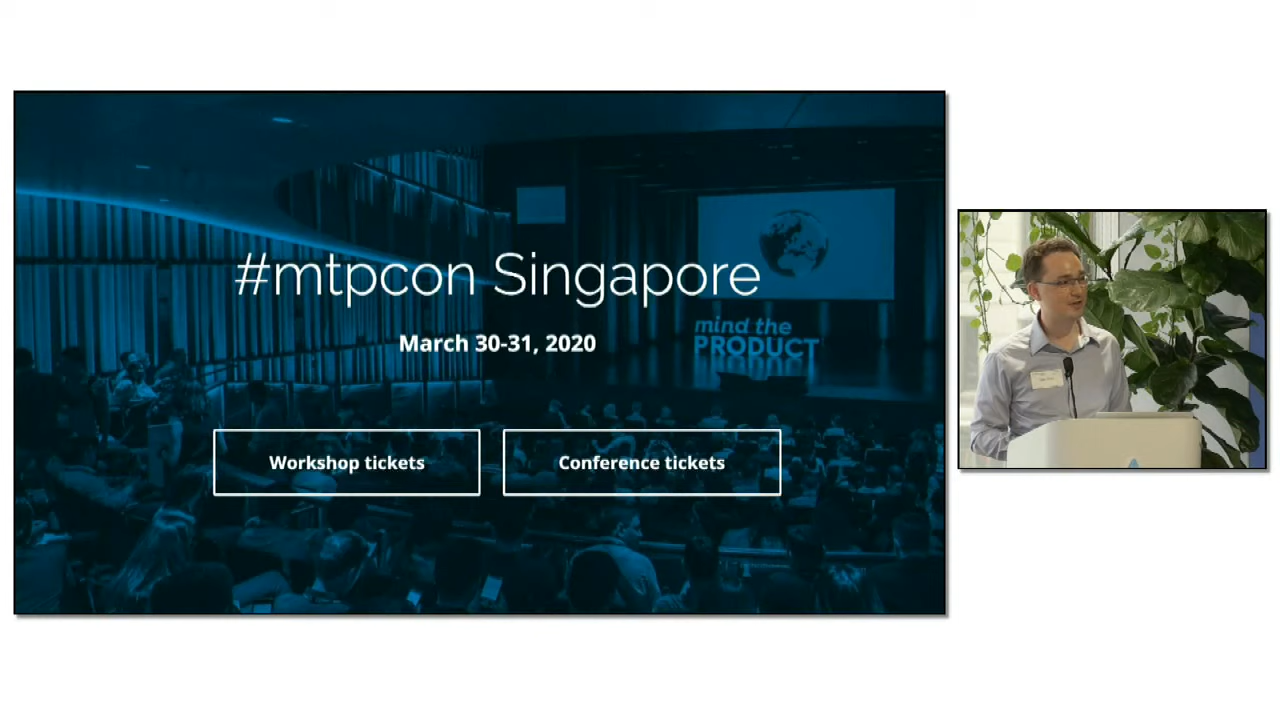 #mtpcon Singapore
March 30-31, 2020
mind the
PRODUCT
Workshop tickets
Conference tickets